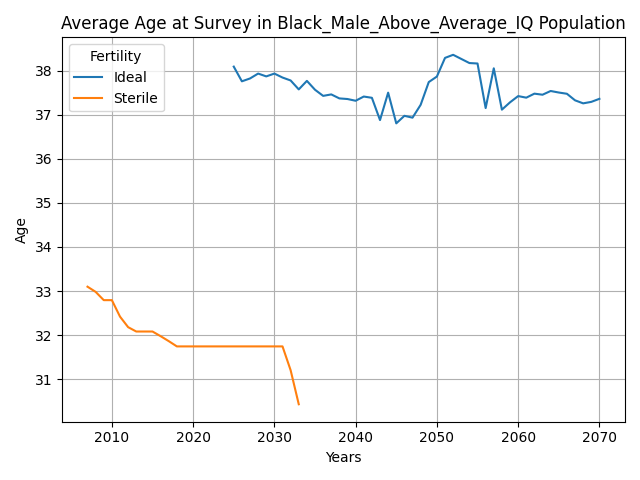 Average Age at Survey in Black_Male_Above_Average_IQ Population
Fertility
Ideal
Sterile
38
37
36
35
34
33
32
31
Age
2010 2020 2030 2040 2050 2060 2070
Years